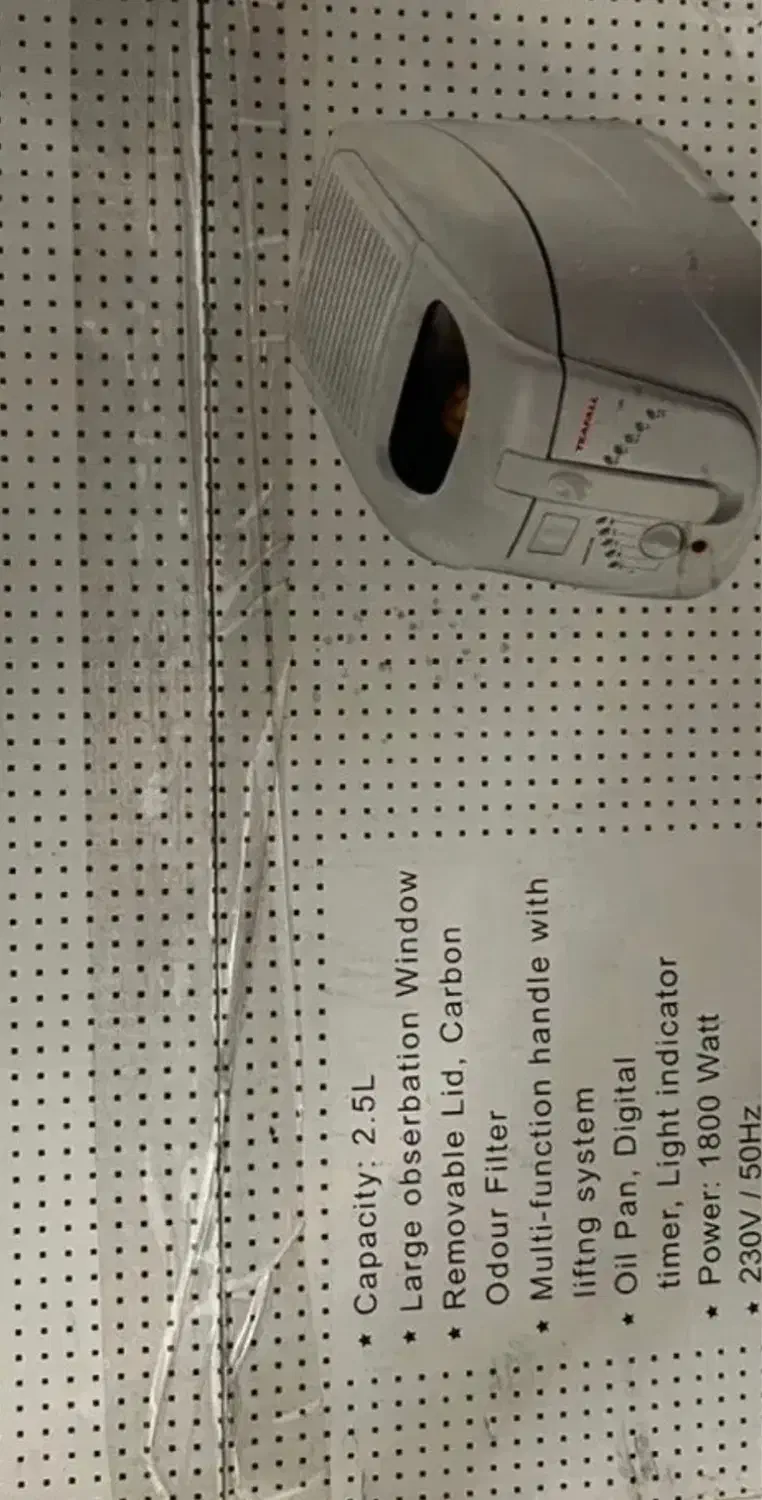 TEAFALL
★ Capacity: 2.5L
★ Large obserbation Window
★ Removable Lid, Carbon
Odour Filter
★ Multi-function handle with
liftng system
★ Oil Pan, Digital
timer, Light indicator
★ Power: 1800 Watt
★ 230V / 50Hz